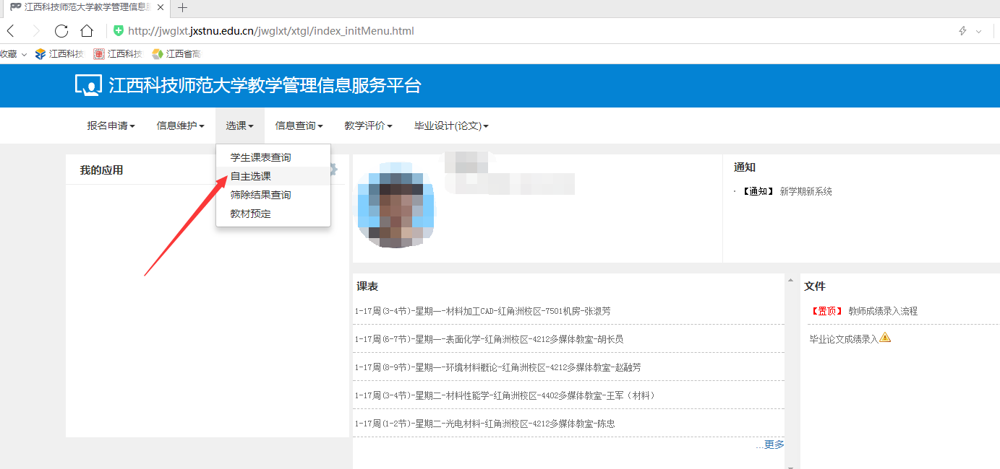 江西科技师范大学教学管理信息服
http://jwglxt.jxstnu.edu.cn/jwglxt/xtgl/index_initMenu.html
收藏 江西科技 江西科技 江西省高
江西科技师范大学教学管理信息服务平台
报名申请 信息维护 选课 信息查询 教学评价 毕业设计(论文)
学生课表查询
自主选课
筛除结果查询
教材预定
我的应用
通知
· 【通知】 新学期新系统
课表
1-17周(3-4节)-星期一-材料加工CAD-红角洲校区-7501机房-张淑芳
1-17周(6-7节)-星期一-表面化学-红角洲校区-4212多媒体教室-胡长员
1-17周(8-9节)-星期一-环境材料概论-红角洲校区-4212多媒体教室-赵融芳
1-17周(3-4节)-星期二-材料性能学-红角洲校区-4402多媒体教室-王军（材料）
1-17周(1-2节)-星期二-光电材料-红角洲校区-4212多媒体教室-陈忠
...更多
文件
【置顶】 教师成绩录入流程
毕业论文成绩录入